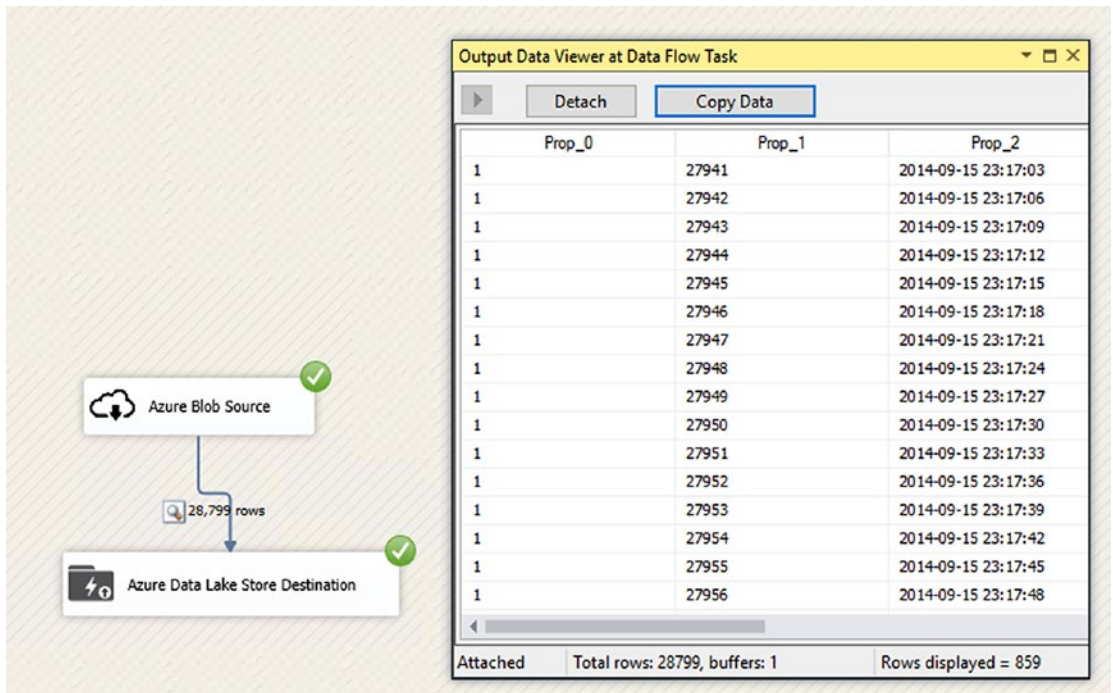 Output Data Viewer at Data Flow Task
Detach Copy Data
Prop_0 Prop_1 Prop_2
1 27941 2014-09-15 23:17:03
1 27942 2014-09-15 23:17:06
1 27943 2014-09-15 23:17:09
1 27944 2014-09-15 23:17:12
1 27945 2014-09-15 23:17:15
1 27946 2014-09-15 23:17:18
1 27947 2014-09-15 23:17:21
1 27948 2014-09-15 23:17:24
1 27949 2014-09-15 23:17:27
1 27950 2014-09-15 23:17:30
1 27951 2014-09-15 23:17:33
1 27952 2014-09-15 23:17:36
1 27953 2014-09-15 23:17:39
1 27954 2014-09-15 23:17:42
1 27955 2014-09-15 23:17:45
1 27956 2014-09-15 23:17:48
Attached Total rows: 28799, buffers: 1 Rows displayed = 859
Azure Blob Source
28,799 rows
Azure Data Lake Store Destination